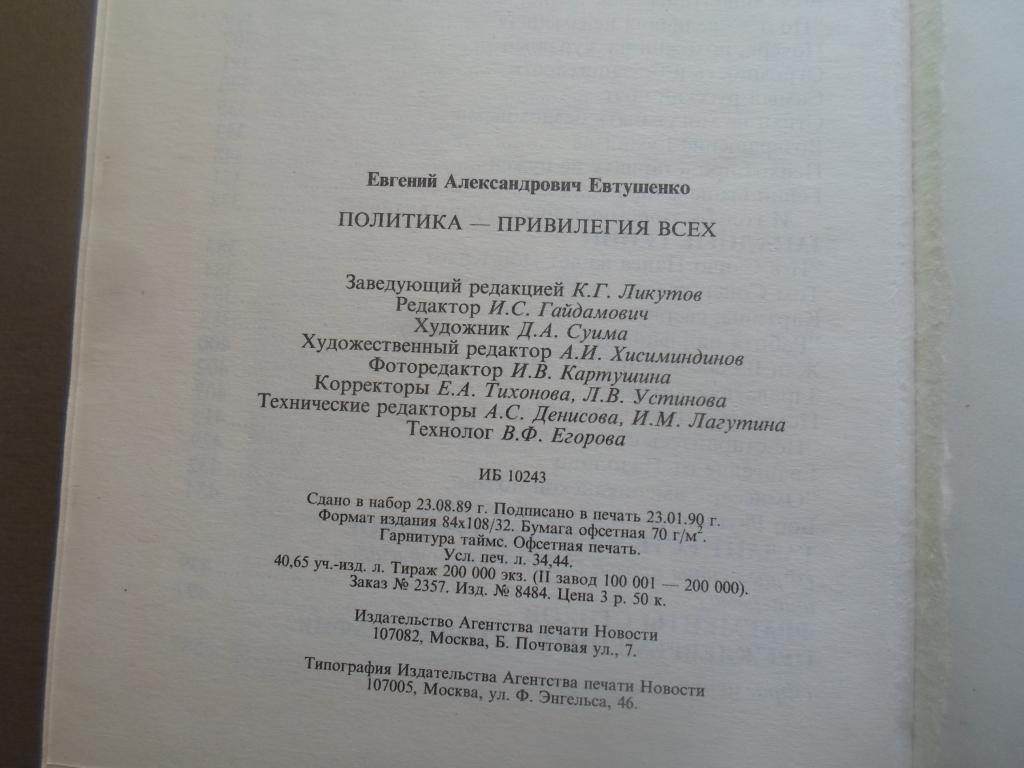 Евгений Александрович Евтушенко
ПОЛИТИКА — ПРИВИЛЕГИЯ ВСЕХ
Заведующий редакцией К.Г. Ликутов
Редактор И.С. Гайдамович
Художник Д.А. Суима
Художественный редактор А.И. Хисиминдинов
Фоторедактор И.В. Картушина
Корректоры Е.А. Тихонова, Л.В. Устинова
Технические редакторы А.С. Денисова, И.М. Лагутина
Технолог В.Ф. Егорова
ИБ 10243
Сдано в набор 23.08.89 г. Подписано в печать 23.01.90 г.
Формат издания 84х108/32. Бумага офсетная 70 г/м².
Гарнитура таймс. Офсетная печать.
Усл. печ. л. 34,44.
40,65 уч.-изд. л. Тираж 200 000 экз. (II завод 100 001 — 200 000).
Заказ № 2357. Изд. № 8484. Цена 3 р. 50 к.
Издательство Агентства печати Новости
107082, Москва, Б. Почтовая ул., 7.
Типография Издательства Агентства печати Новости
107005, Москва, ул. Ф. Энгельса, 46.